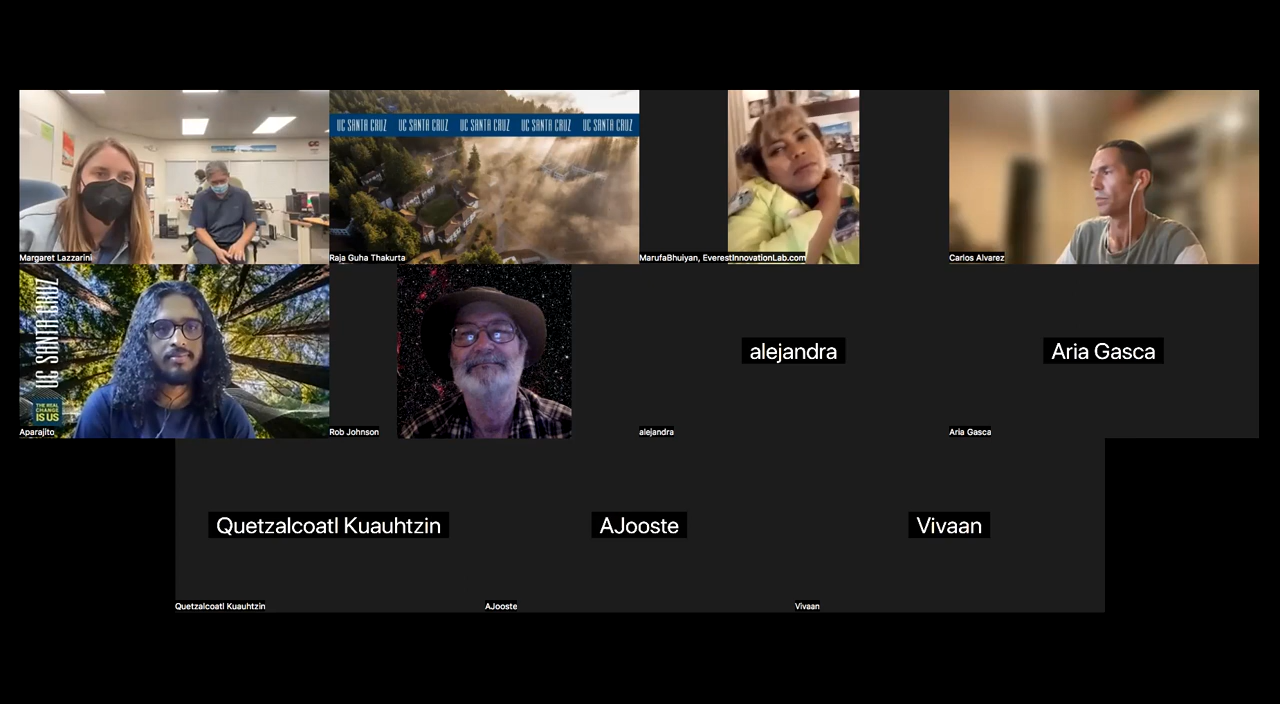 UC SANTA CRUZ UC SANTA CRUZ UC SANTA CRUZ UC SANTA CRUZ UC SANTA CRUZ
Margaret Lazzarini
Raja Guha Thakurta
MarufaBhuiyan, EverestInnovationLab.com
Carlos Alvarez
UC SANTA CRUZ
THE REAL
CHANGE
IS US
alejandra
Aria Gasca
Aparajito
Rob Johnson
alejandra
Aria Gasca
Quetzalcoatl Kuauhtzin
AJooste
Vivaan
Quetzalcoatl Kuauhtzin
AJooste
Vivaan